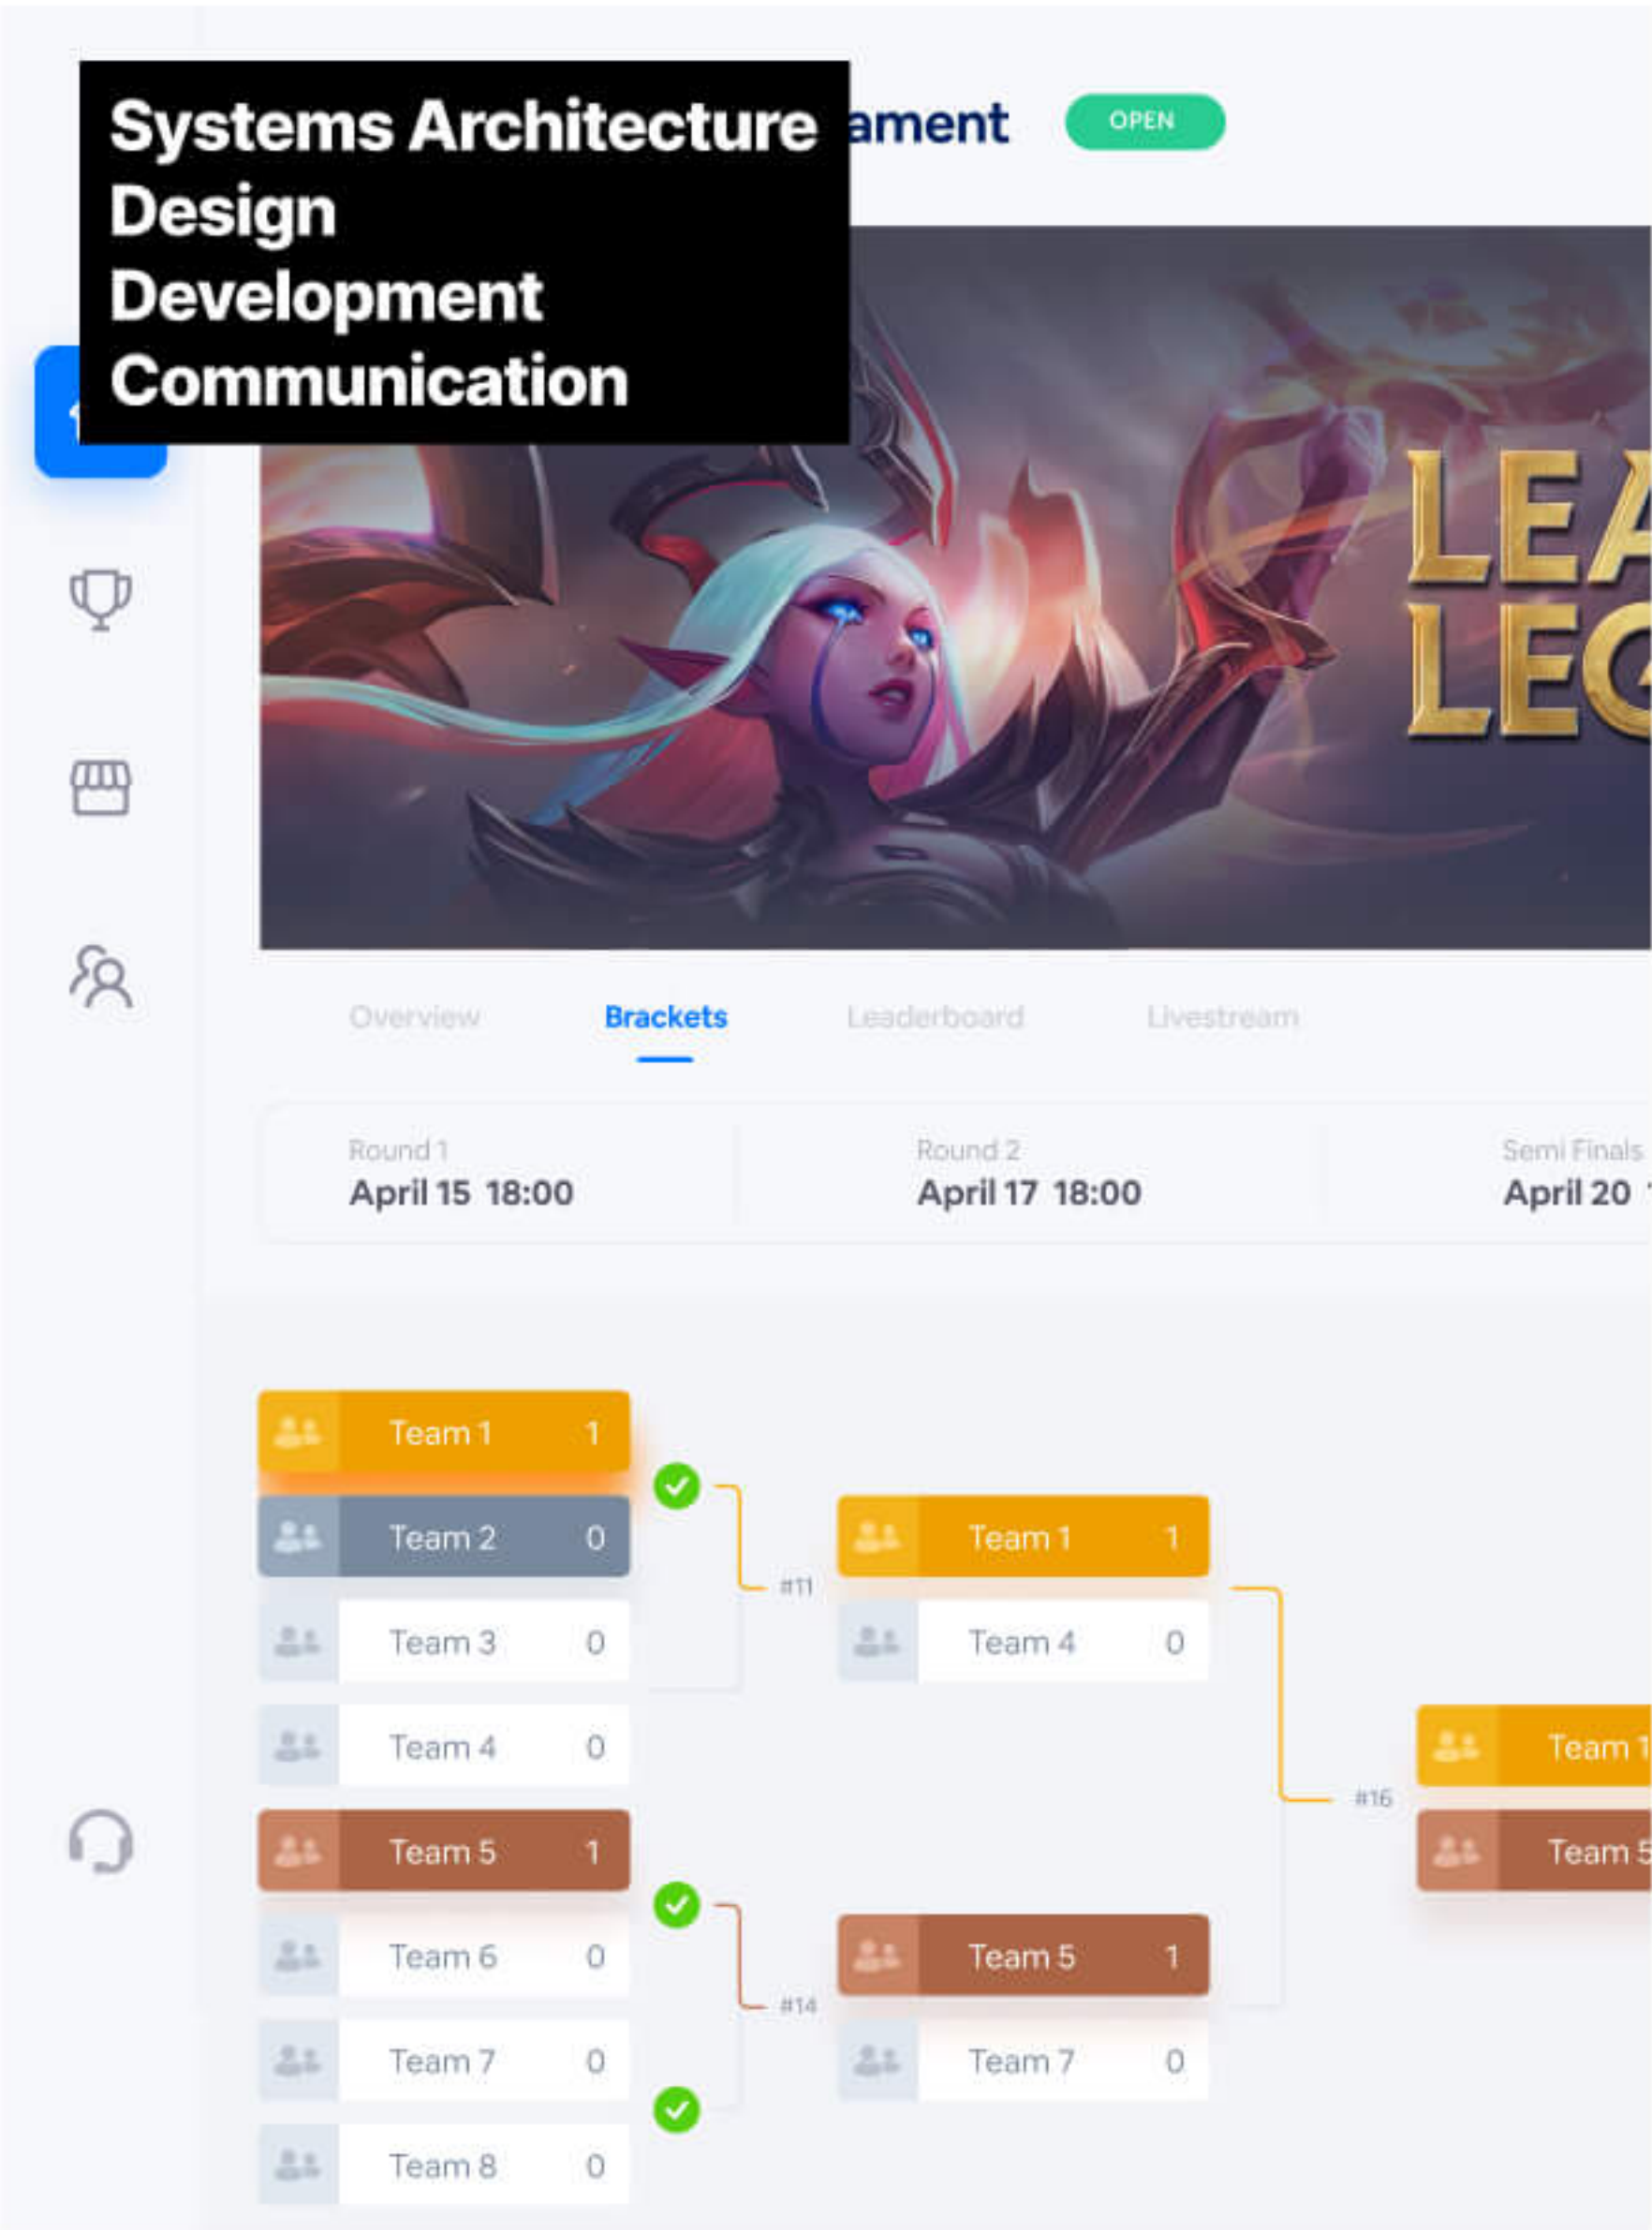 Systems Architecture
Design
Development
Communication
ament
OPEN
LEA
LEG
Overview Brackets Leaderboard Livestream
Round 1 Round 2 Semi Finals
April 15 18:00 April 17 18:00 April 20
Team 1 1
Team 2 0
Team 3 0
Team 4 0
Team 5 1
Team 6 0
Team 7 0
Team 8 0
#11
#14
Team 1 1
Team 4 0
Team 5 1
Team 7 0
#16
Team 1
Team 5